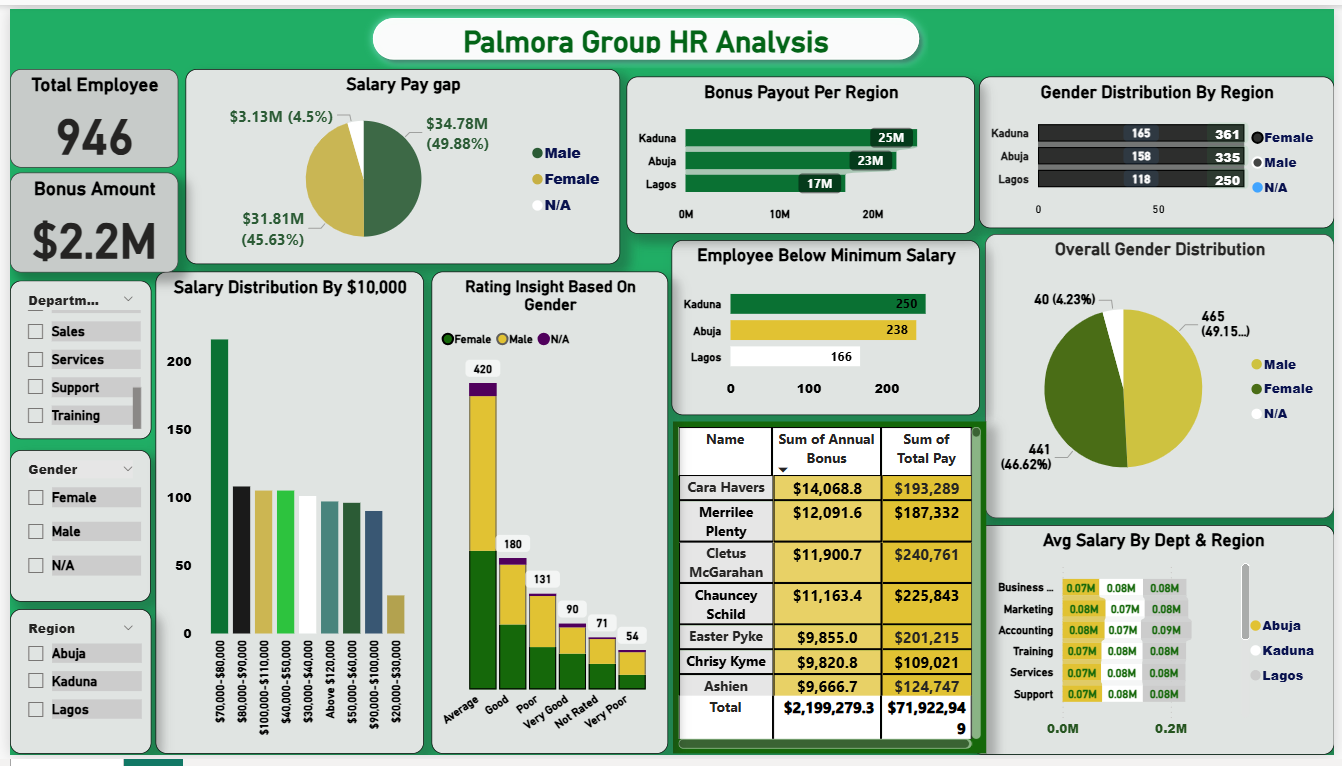 Palmora Group HR Analysis
Total Employee
946
Bonus Amount
$2.2M
Salary Pay gap
$3.13M (4.5%)
$34.78M
(49.88%)
$31.81M
(45.63%)
Male
Female
N/A
Bonus Payout Per Region
Kaduna
25M
Abuja
23M
Lagos
17M
0M 10M 20M
Gender Distribution By Region
Kaduna 165 361
Abuja 158 335
Lagos 118 250
0 50
Female
Male
N/A
Departm...
Sales
Services
Support
Training
Gender
Female
Male
N/A
Region
Abuja
Kaduna
Lagos
Salary Distribution By $10,000
200
150
100
50
0
$70,000-$80,000
$80,000-$90,000
$100,000-$110,000
$40,000-$50,000
$30,000-$40,000
Above $120,000
$50,000-$60,000
$90,000-$100,000
$20,000-$30,000
Rating Insight Based On
Gender
Female Male N/A
420
180
131
90
71
54
Average
Good
Poor
Very Good
Not Rated
Very Poor
Employee Below Minimum Salary
Kaduna 250
Abuja 238
Lagos 166
0 100 200
Name Sum of Annual Bonus Sum of Total Pay
Cara Havers $14,068.8 $193,289
Merrilee Plenty $12,091.6 $187,332
Cletus McGarahan $11,900.7 $240,761
Chauncey Schild $11,163.4 $225,843
Easter Pyke $9,855.0 $201,215
Chrisy Kyme $9,820.8 $109,021
Ashien $9,666.7 $124,747
Total $2,199,279.3 $71,922,949
Overall Gender Distribution
40 (4.23%)
465
(49.15...)
441
(46.62%)
Male
Female
N/A
Avg Salary By Dept & Region
Business ... 0.07M 0.08M 0.08M
Marketing 0.08M 0.07M 0.08M
Accounting 0.08M 0.07M 0.09M
Training 0.07M 0.08M 0.08M
Services 0.07M 0.08M 0.08M
Support 0.07M 0.08M 0.08M
0.0M 0.2M
Abuja
Kaduna
Lagos